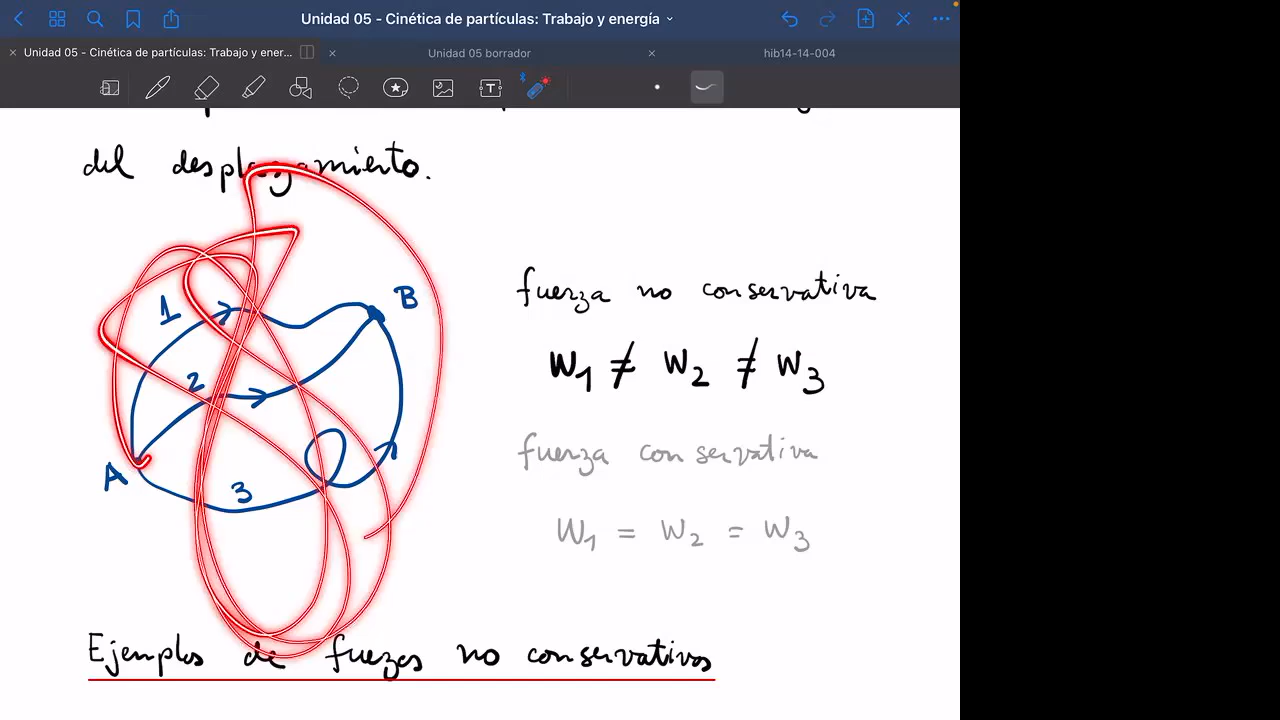 Unidad 05 - Cinética de partículas: Trabajo y energía
Unidad 05 - Cinética de partículas: Trabajo y ener...
Unidad 05 borrador
hib14-14-004
del desplazamiento.
1
B
fuerza no conservativa
W1 ≠ W2 ≠ W3
2
fuerza conservativa
A
3
W1 = W2 = W3
Ejemplos de fuezas no conservativos